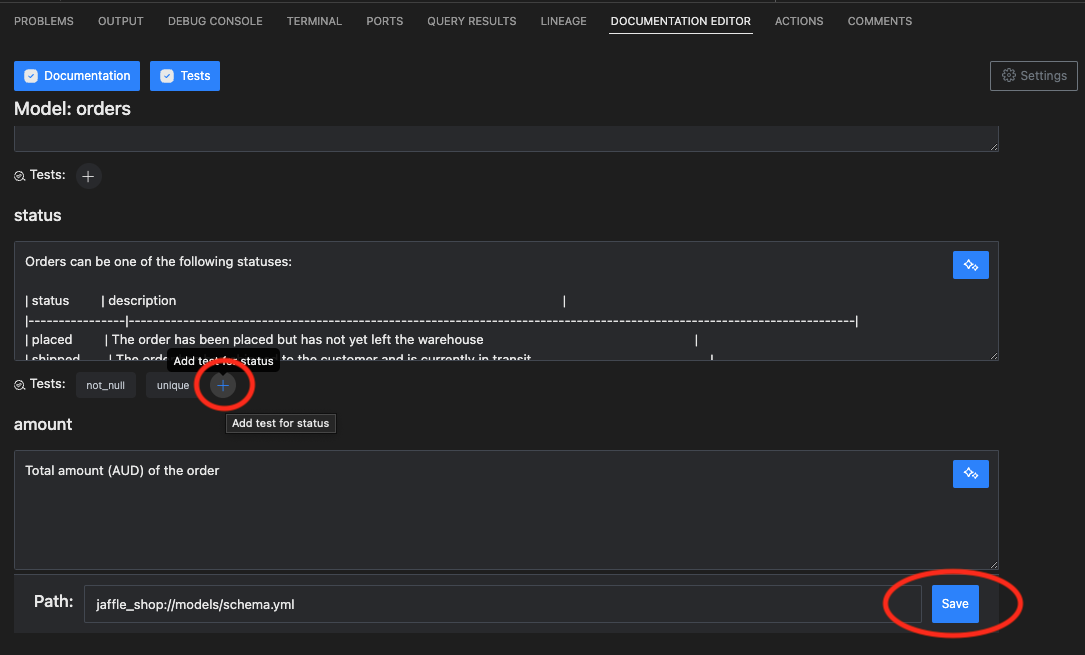 PROBLEMS OUTPUT DEBUG CONSOLE TERMINAL PORTS QUERY RESULTS LINEAGE DOCUMENTATION EDITOR ACTIONS COMMENTS
Documentation Tests Settings
Model: orders
Tests: +
status
Orders can be one of the following statuses:
| status | description |
|----------------|----------------------------------------------------------------------------------------------------------------|
| placed | The order has been placed but has not yet left the warehouse |
| shipped | The order to the customer and is currently in transit |
Add test for status
Tests: not_null unique +
Add test for status
amount
Total amount (AUD) of the order
Path: jaffle_shop://models/schema.yml Save